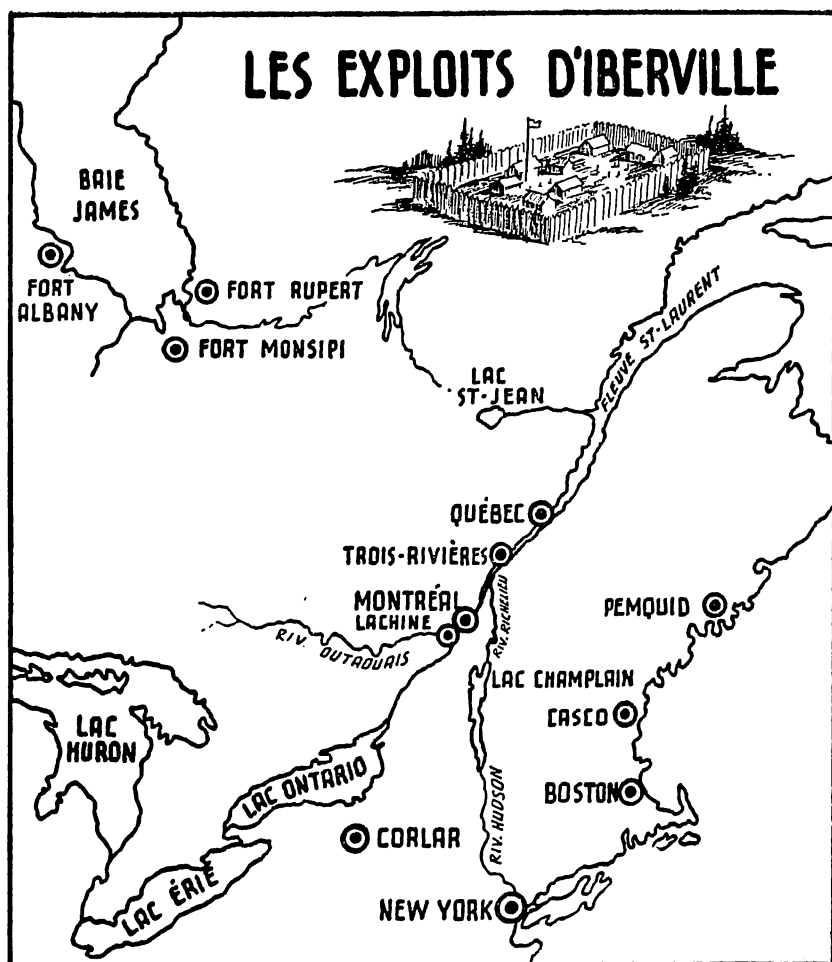 LES EXPLOITS D'IBERVILLE
BAIE
JAMES
FORT
ALBANY
FORT RUPERT
FORT MONSIPI
FLEUVE ST-LAURENT
LAC
ST-JEAN
QUÉBEC
TROIS-RIVIÈRES
MONTRÉAL
LACHINE
RIV. OUTAOUAIS
RIV. RICHELIEU
PEMQUID
LAC CHAMPLAIN
CASCO
LAC
HURON
LAC ONTARIO
BOSTON
RIV. HUDSON
CORLAR
LAC ÉRIÉ
NEW YORK